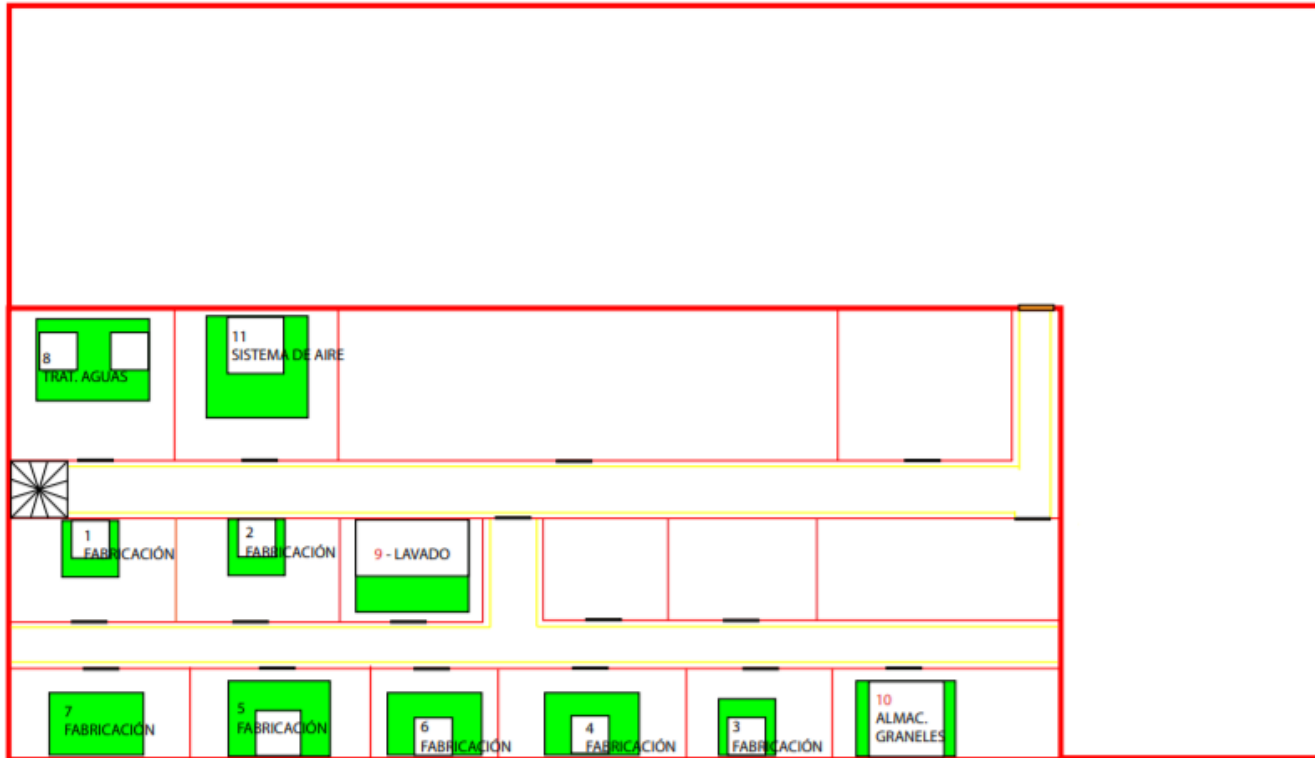 8
TRAT. AGUAS
11
SISTEMA DE AIRE
1
FABRICACIÓN
2
FABRICACIÓN
9 - LAVADO
7
FABRICACIÓN
5
FABRICACIÓN
6
FABRICACIÓN
4
FABRICACIÓN
3
FABRICACIÓN
10
ALMAC.
GRANELES